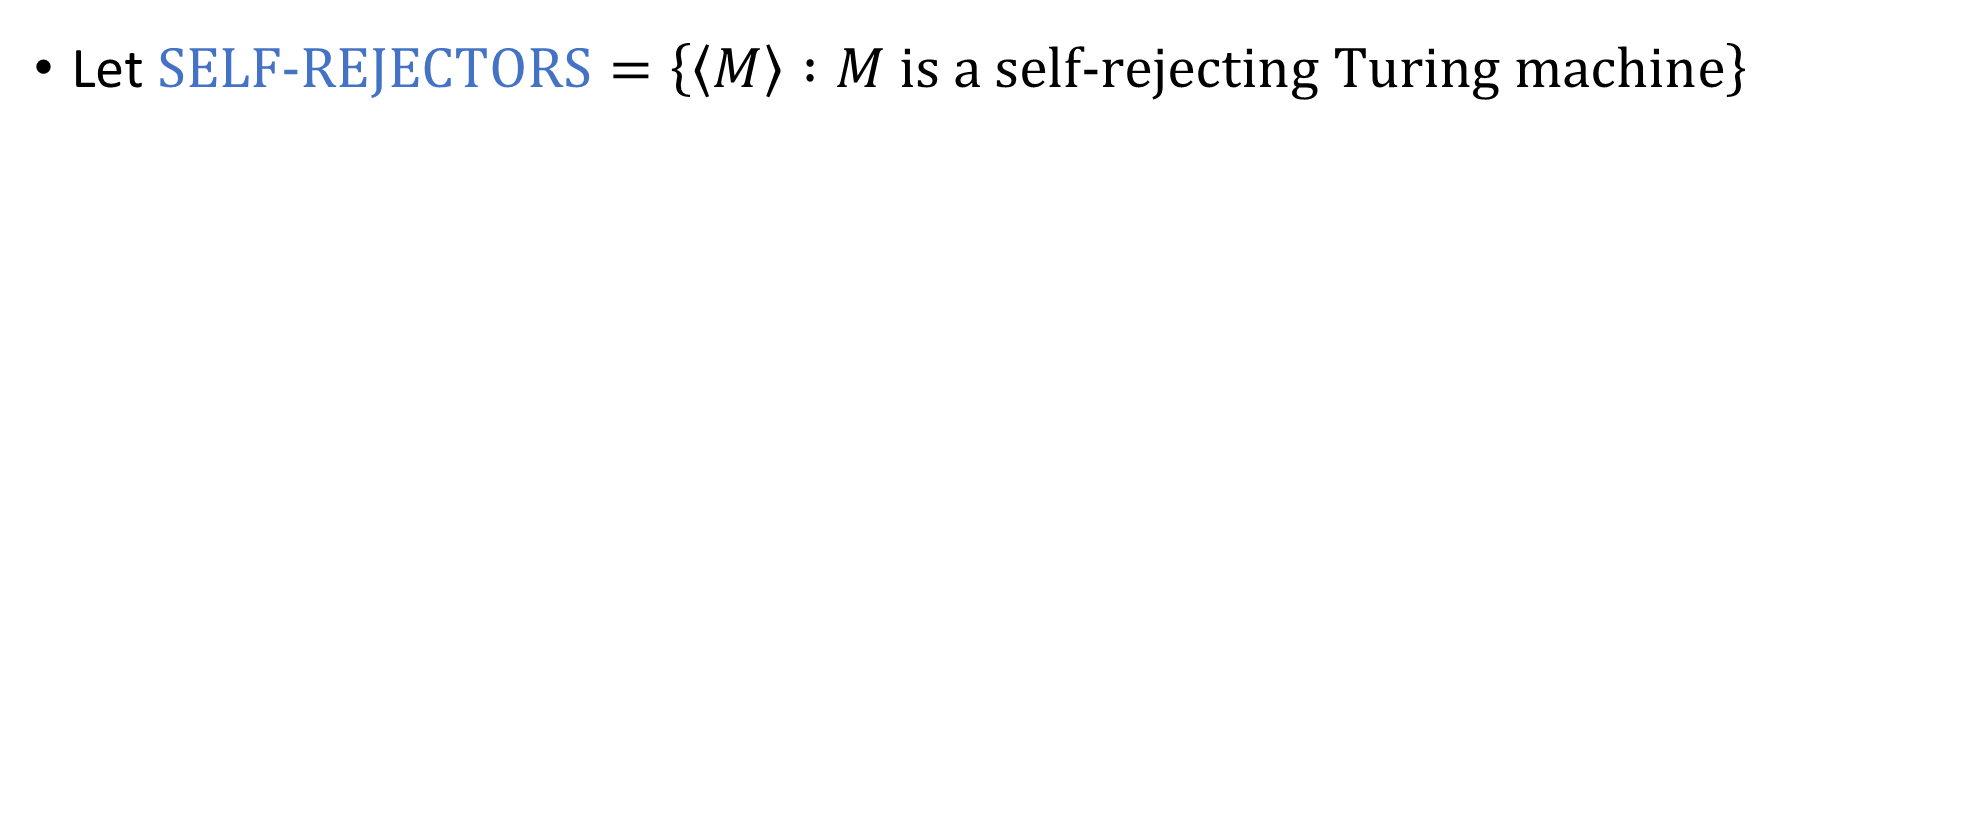 • Let SELF-REJECTORS = {⟨M⟩ : M is a self-rejecting Turing machine}